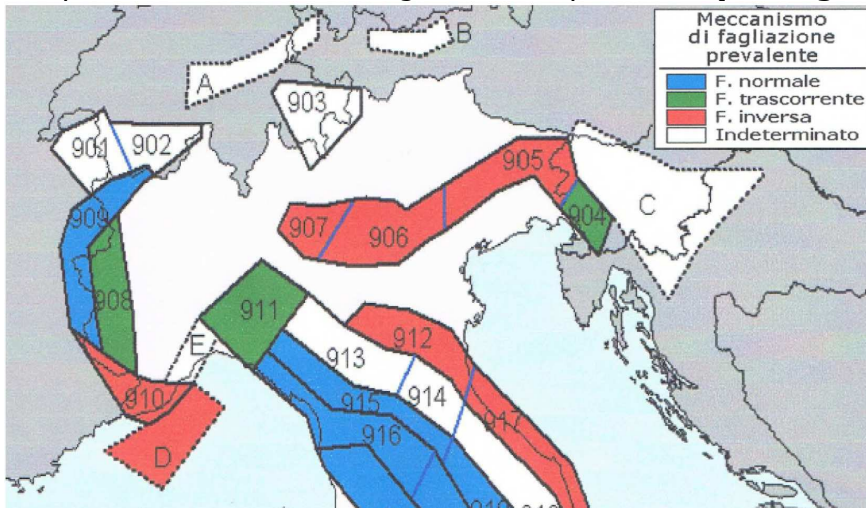 Meccanismo
di fagliazione
prevalente
F. normale
F. trascorrente
F. inversa
Indeterminato
A
B
C
D
E
901
902
903
904
905
906
907
908
909
910
911
912
913
914
915
916
917